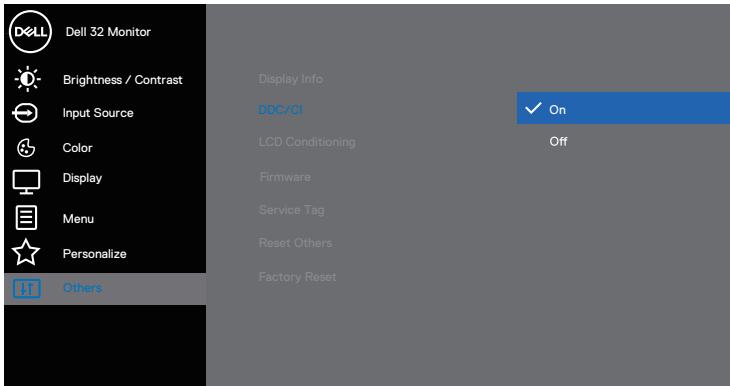 DELL
Dell 32 Monitor
Brightness / Contrast
Input Source
Color
Display
Menu
Personalize
Others
Display Info
DDC/CI
LCD Conditioning
Firmware
Service Tag
Reset Others
Factory Reset
On
Off